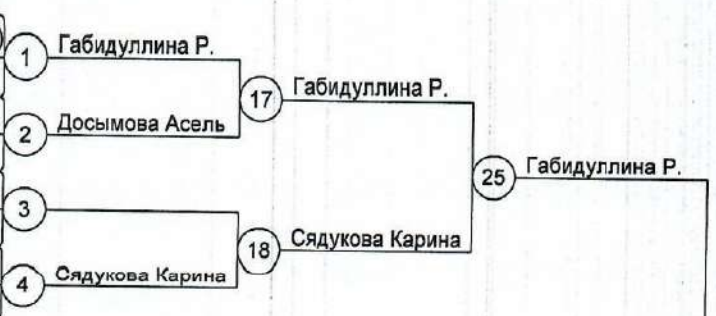 1 Габидуллина Р.
17 Габидуллина Р.
2 Досымова Асель
25 Габидуллина Р.
3
18 Сядукова Карина
4 Сядукова Карина